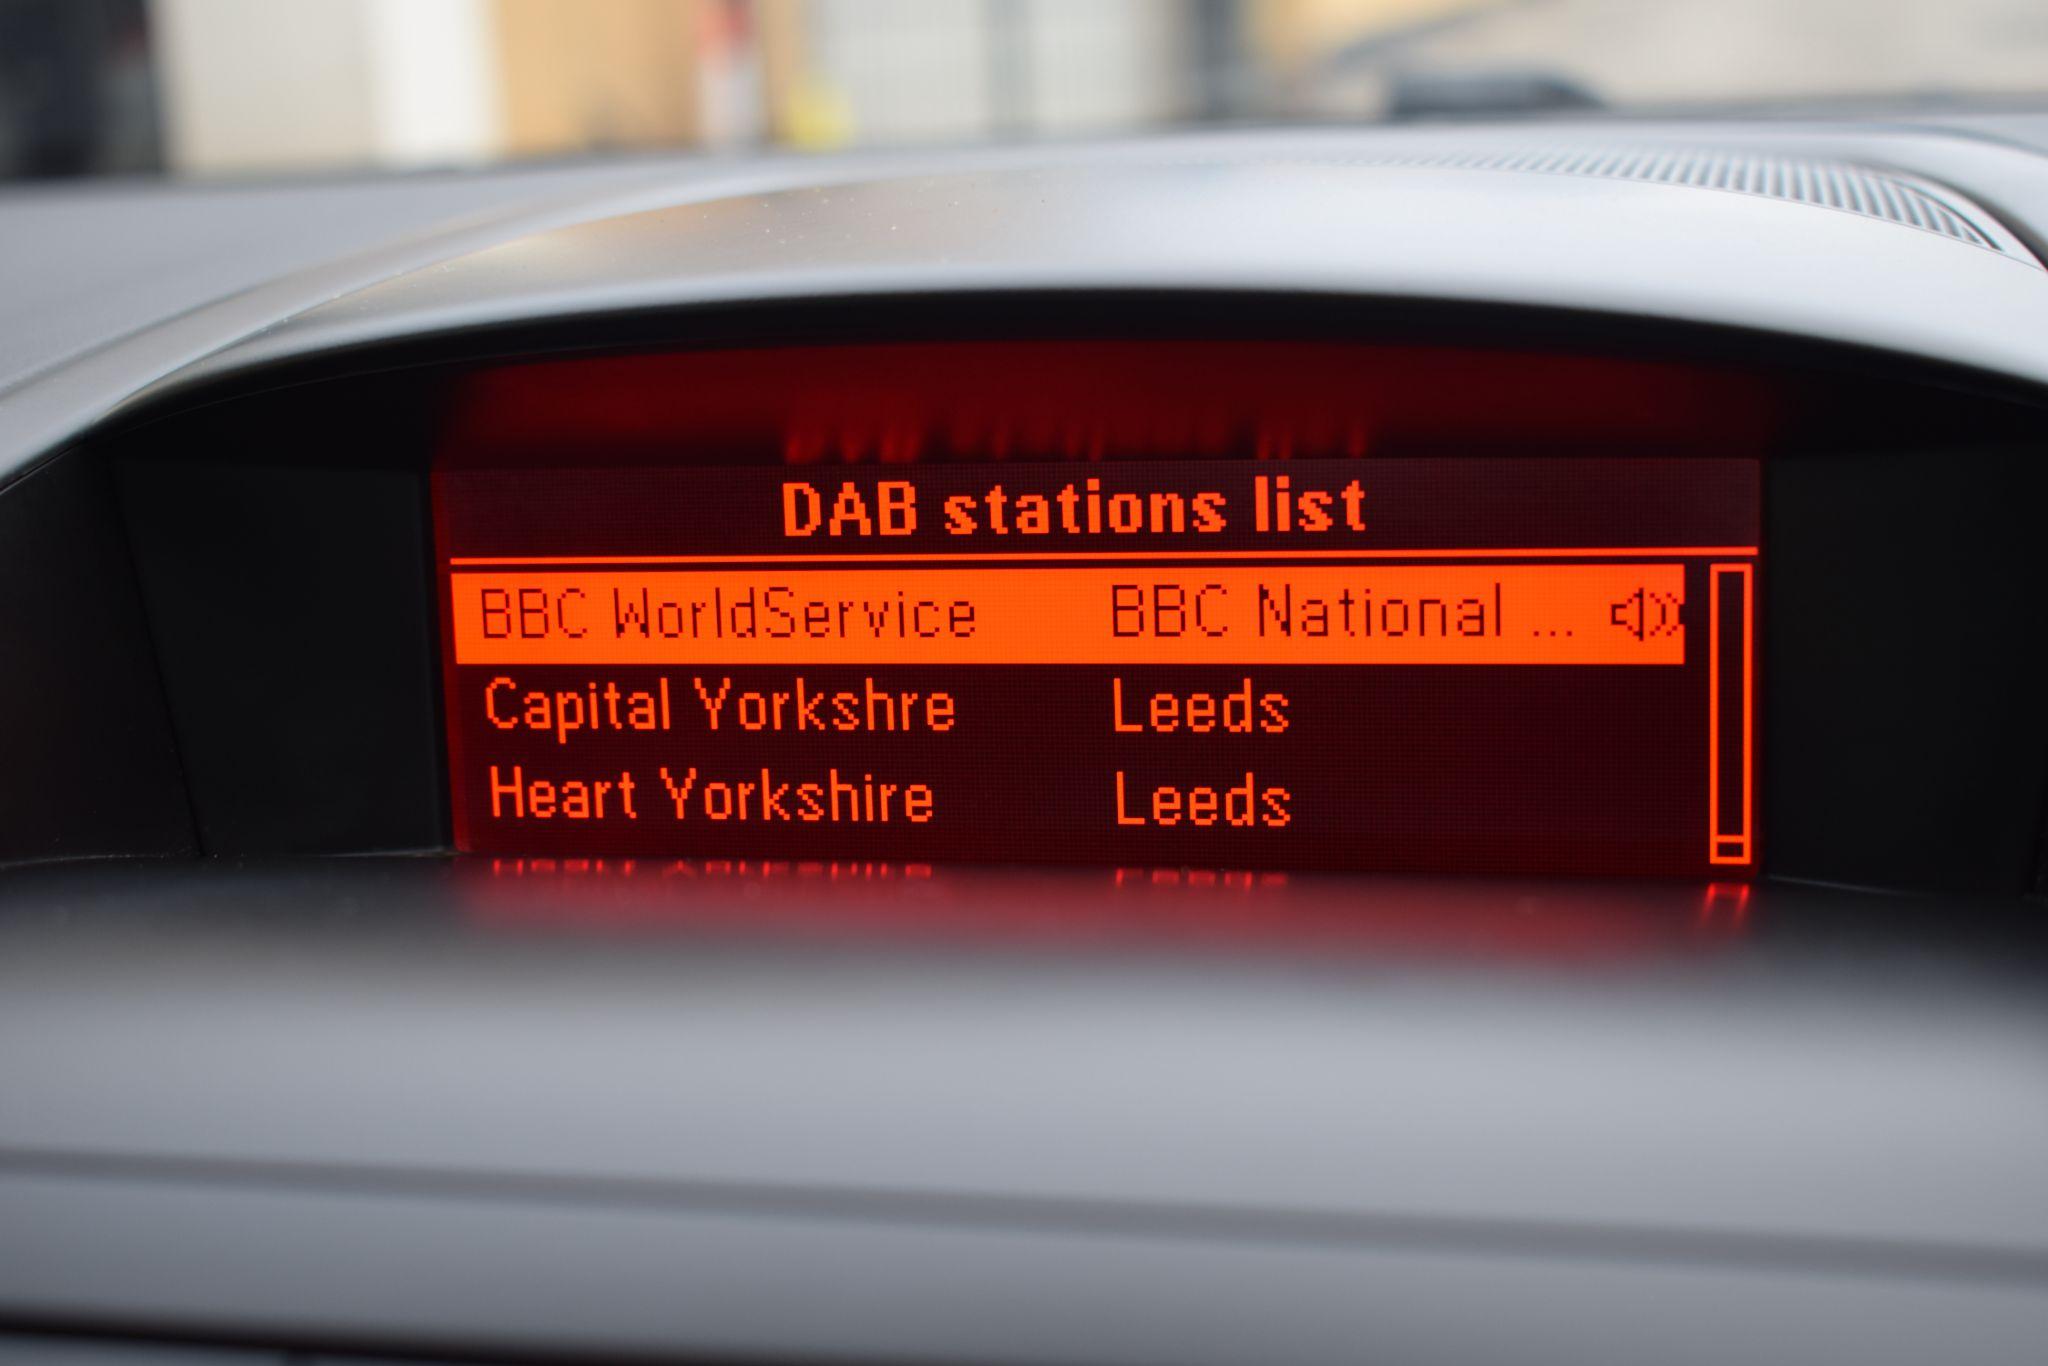 DAB stations list
BBC WorldService BBC National ...
Capital Yorkshre Leeds
Heart Yorkshire Leeds